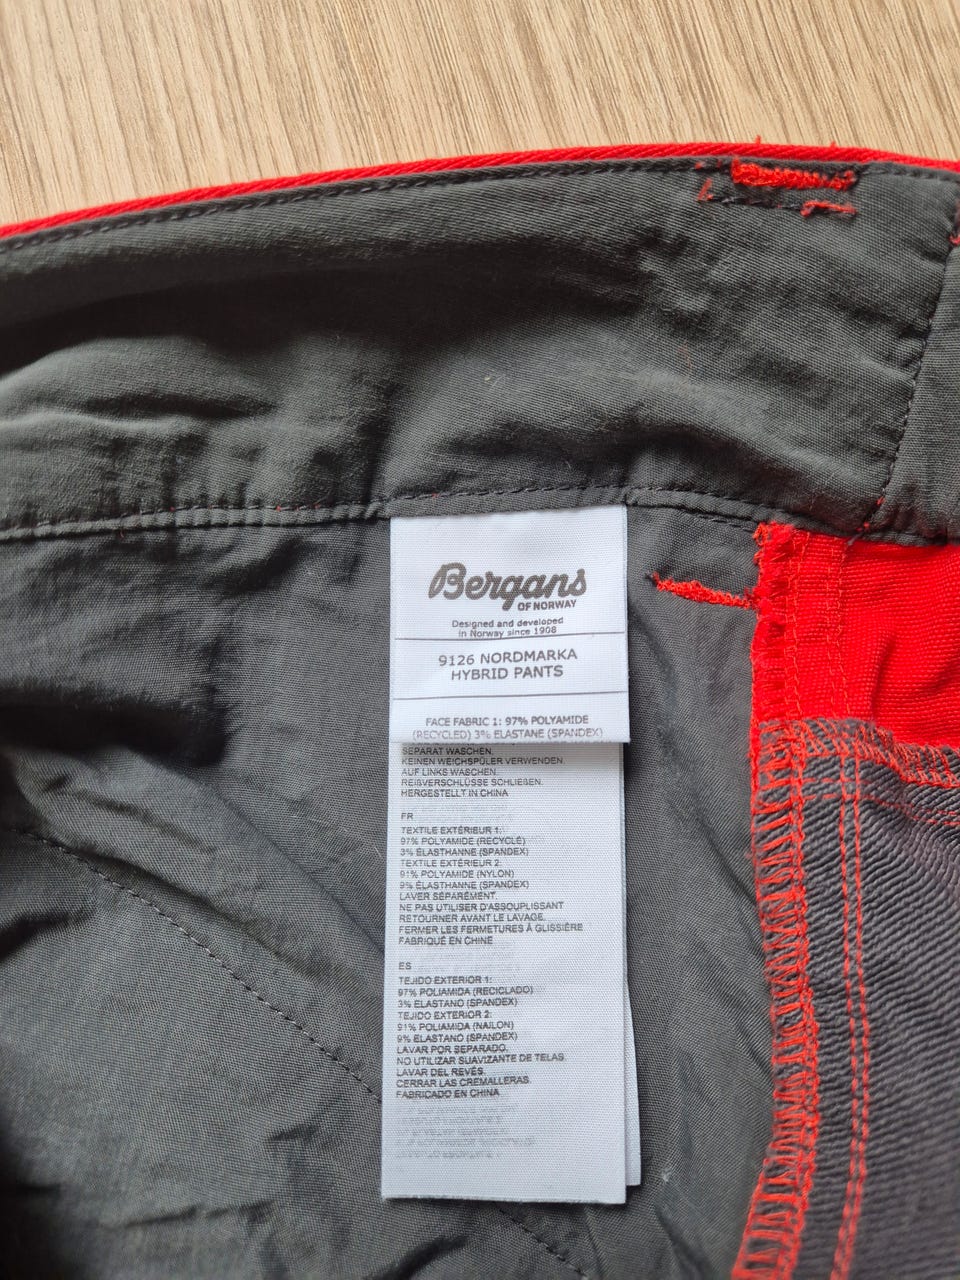 Bergans
OF NORWAY
Designed and developed
in Norway since 1908
9126 NORDMARKA
HYBRID PANTS
FACE FABRIC 1: 97% POLYAMIDE
(RECYCLED) 3% ELASTANE (SPANDEX)
SEPARAT WASCHEN.
KEINEN WEICHSPÜLER VERWENDEN.
AUF LINKS WASCHEN.
REIßVERSCHLÜSSE SCHLIEßEN.
HERGESTELLT IN CHINA
FR
TEXTILE EXTÉRIEUR 1:
97% POLYAMIDE (RECYCLÉ)
3% ÉLASTHANNE (SPANDEX)
TEXTILE EXTÉRIEUR 2:
91% POLYAMIDE (NYLON)
9% ÉLASTHANNE (SPANDEX)
LAVER SÉPARÉMENT
NE PAS UTILISER D'ASSOUPLISSANT
RETOURNER AVANT LE LAVAGE.
FERMER LES FERMETURES À GLISSIÈRE
FABRIQUÉ EN CHINE
ES
TEJIDO EXTERIOR 1:
97% POLIAMIDA (RECICLADO)
3% ELASTANO (SPANDEX)
TEJIDO EXTERIOR 2:
91% POLIAMIDA (NAILON)
9% ELASTANO (SPANDEX)
LAVAR POR SEPARADO.
NO UTILIZAR SUAVIZANTE DE TELAS.
LAVAR DEL REVÉS.
CERRAR LAS CREMALLERAS.
FABRICADO EN CHINA